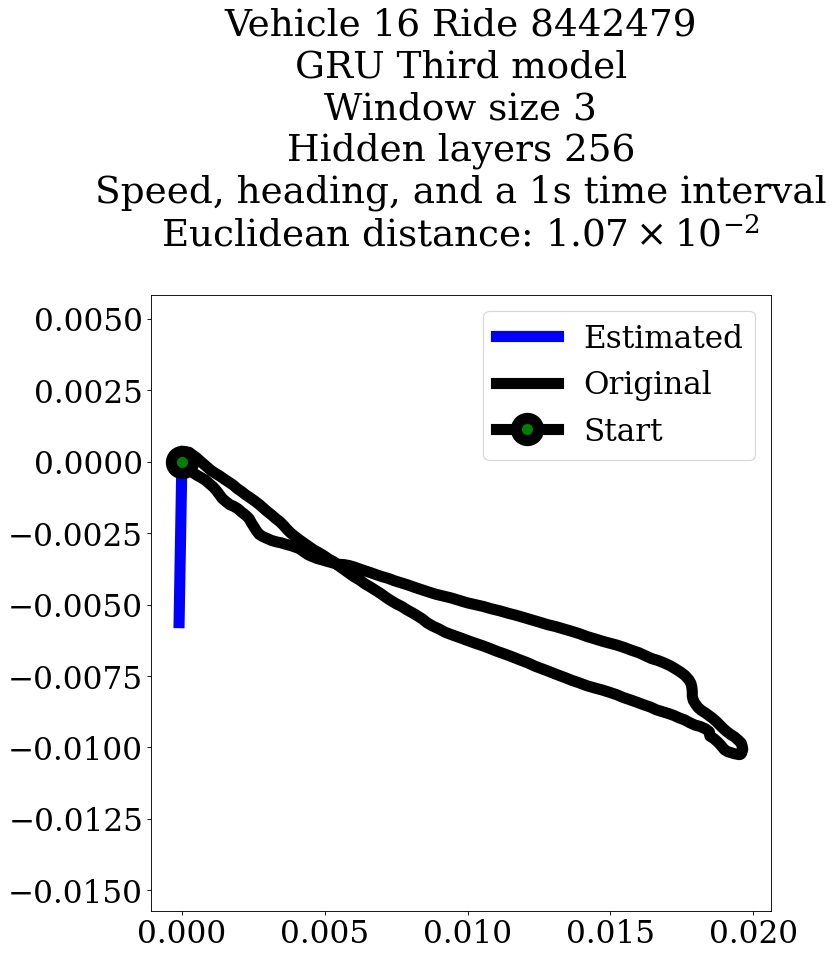 Vehicle 16 Ride 8442479
GRU Third model
Window size 3
Hidden layers 256
Speed, heading, and a 1s time interval
Euclidean distance: 1.07 × 10⁻²
Estimated
Original
Start
0.0050
0.0025
0.0000
−0.0025
−0.0050
−0.0075
−0.0100
−0.0125
−0.0150
0.000 0.005 0.010 0.015 0.020